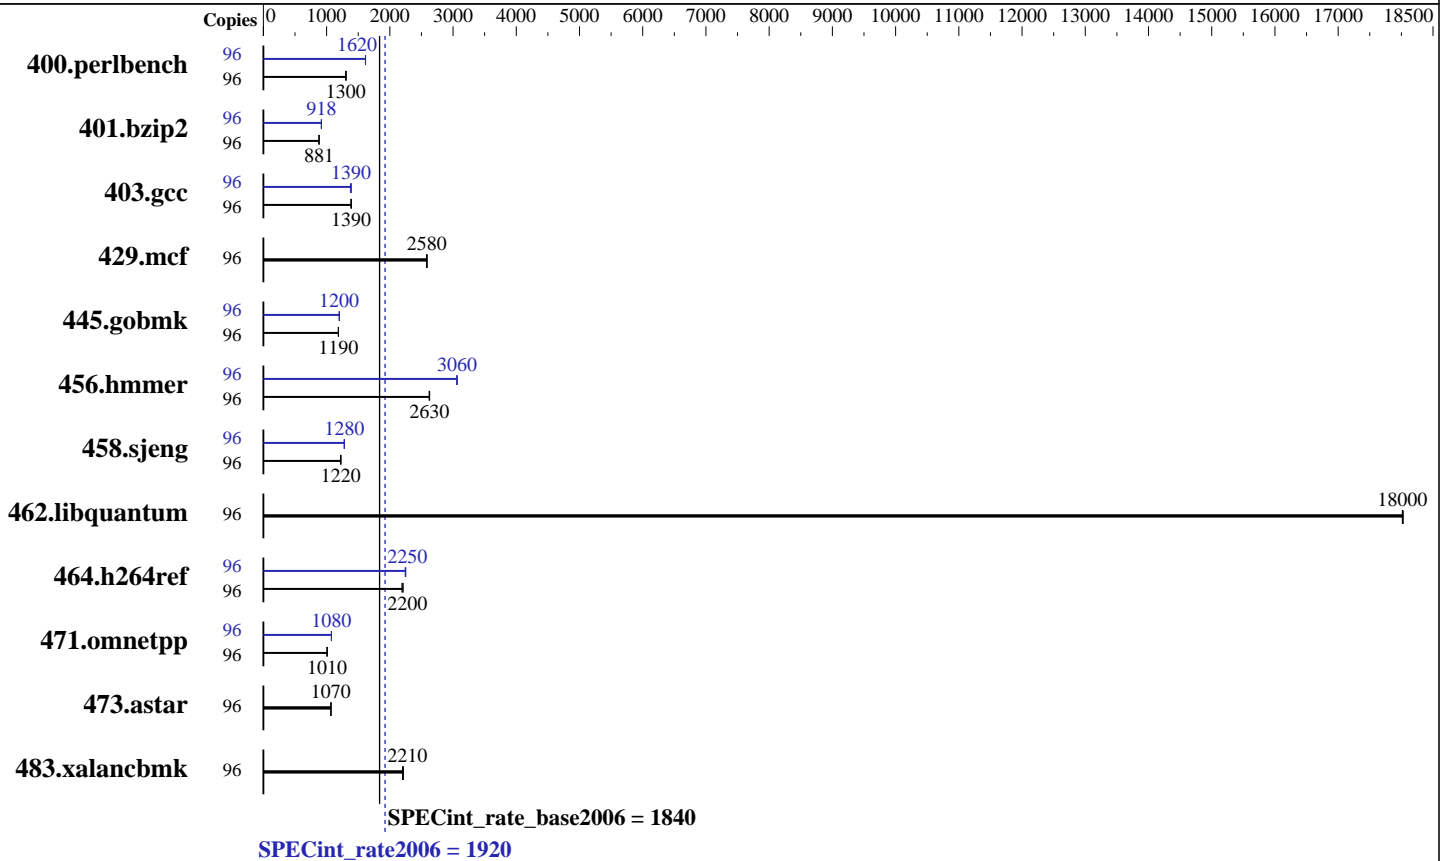 Copies 0 1000 2000 3000 4000 5000 6000 7000 8000 9000 10000 11000 12000 13000 14000 15000 16000 17000 18500
400.perlbench 96 1620
96 1300
401.bzip2 96 918
96 881
403.gcc 96 1390
96 1390
429.mcf 96 2580
445.gobmk 96 1200
96 1190
456.hmmer 96 3060
96 2630
458.sjeng 96 1280
96 1220
462.libquantum 96 18000
464.h264ref 96 2250
96 2200
471.omnetpp 96 1080
96 1010
473.astar 96 1070
483.xalancbmk 96 2210
SPECint_rate_base2006 = 1840
SPECint_rate2006 = 1920